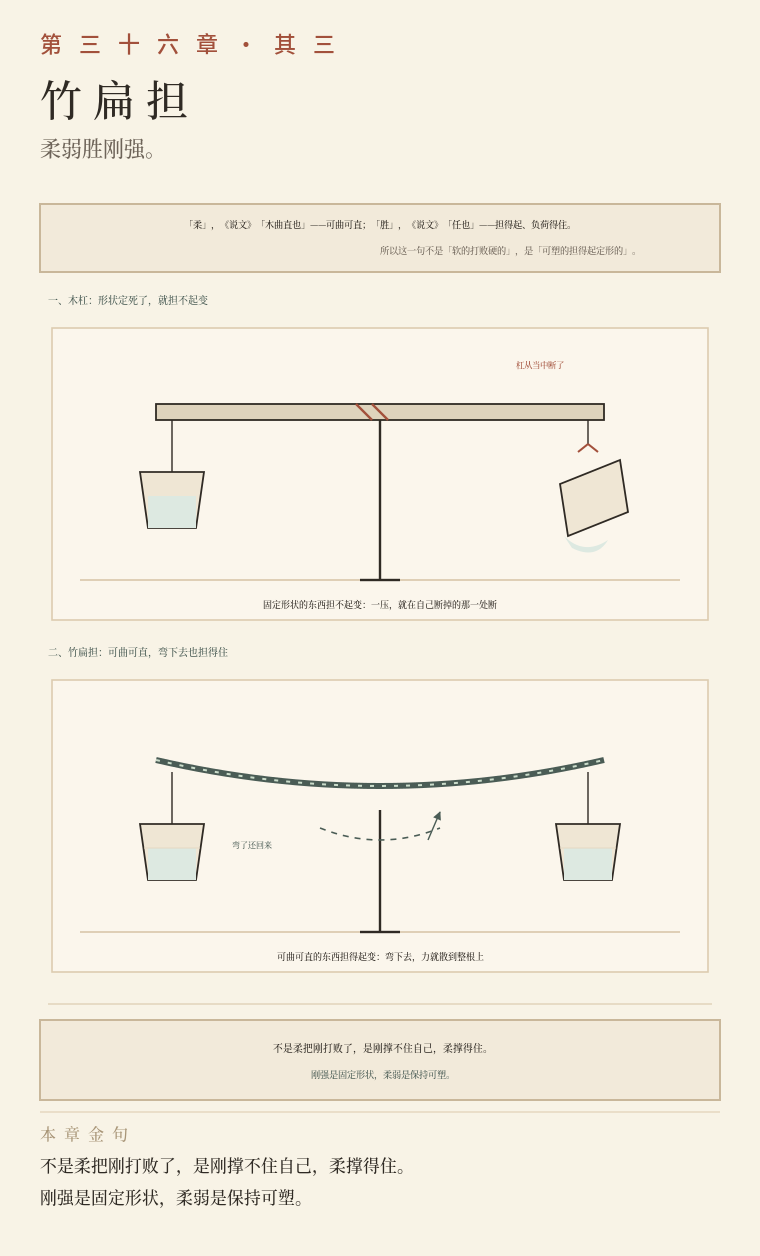 第三十六章·其三
竹扁担
柔弱胜刚强。
「柔」，《说文》「木曲直也」——可曲可直；「胜」，《说文》「任也」——担得起、负荷得住。
所以这一句不是「软的打败硬的」，是「可塑的担得起定形的」。
一、木杠：形状定死了，就担不起变
杠从当中断了
固定形状的东西担不起变：一压，就在自己断掉的那一处断
二、竹扁担：可曲可直，弯下去也担得住
弯了还回来
可曲可直的东西担得起变：弯下去，力就散到整根上
不是柔把刚打败了，是刚撑不住自己，柔撑得住。
刚强是固定形状，柔弱是保持可塑。
本章金句
不是柔把刚打败了，是刚撑不住自己，柔撑得住。
刚强是固定形状，柔弱是保持可塑。